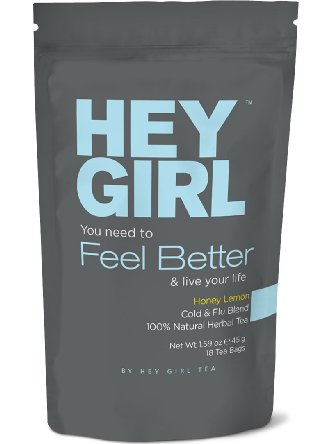 HEY™
GIRL
You need to
Feel Better
& live your life
Honey Lemon
Cold & Flu Blend
100% Natural Herbal Tea
Net Wt 1.59 oz ℮ 45 g
18 Tea Bags
BY HEY GIRL TEA